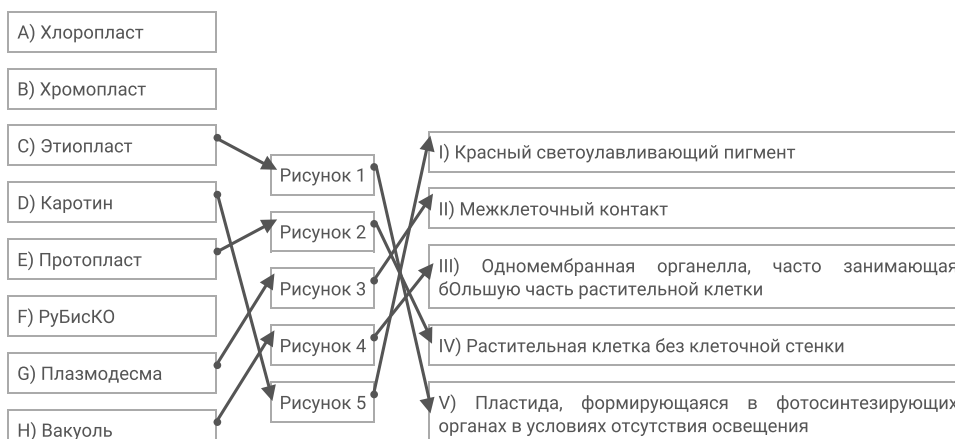 A) Хлоропласт
B) Хромопласт
C) Этиопласт
D) Каротин
E) Протопласт
F) РуБисКО
G) Плазмодесма
H) Вакуоль
Рисунок 1
Рисунок 2
Рисунок 3
Рисунок 4
Рисунок 5
I) Красный светоулавливающий пигмент
II) Межклеточный контакт
III) Одномембранная органелла, часто занимающая
бОльшую часть растительной клетки
IV) Растительная клетка без клеточной стенки
V) Пластида, формирующаяся в фотосинтезирующих
органах в условиях отсутствия освещения